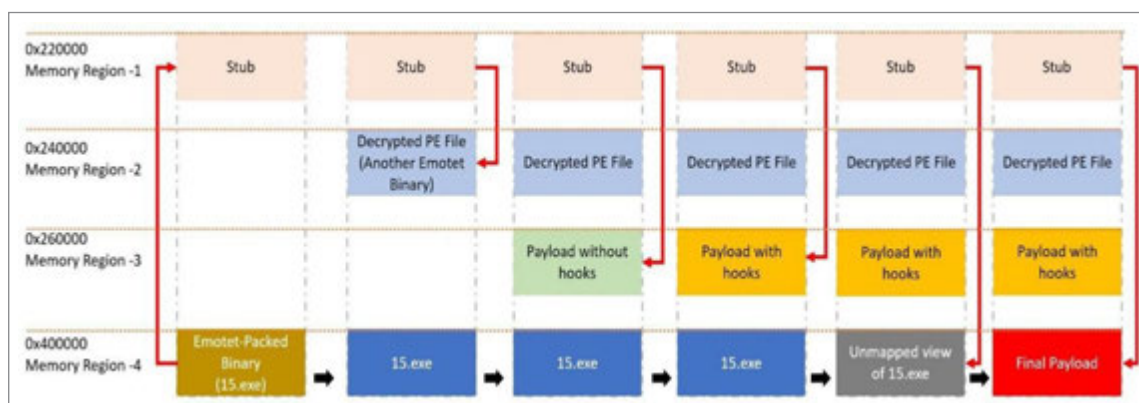 0x220000
Memory Region -1
Stub
Stub
Stub
Stub
Stub
Stub
0x240000
Memory Region -2
Decrypted PE File
(Another Emotet
Binary)
Decrypted PE File
Decrypted PE File
Decrypted PE File
Decrypted PE File
0x260000
Memory Region -3
Payload without
hooks
Payload with
hooks
Payload with
hooks
Payload with
hooks
0x400000
Memory Region -4
Emotet-Packed
Binary
(15.exe)
15.exe
15.exe
15.exe
Unmapped view
of 15.exe
Final Payload